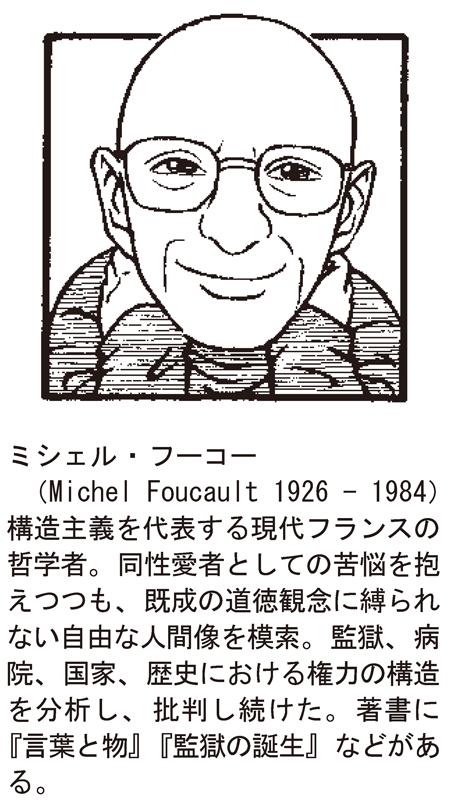 ミシェル・フーコー
(Michel Foucault 1926 − 1984)
構造主義を代表する現代フランスの
哲学者。同性愛者としての苦悩を抱
えつつも、既成の道徳観念に縛られ
ない自由な人間像を模索。監獄、病
院、国家、歴史における権力の構造
を分析し、批判し続けた。著書に
『言葉と物』『監獄の誕生』などがあ
る。